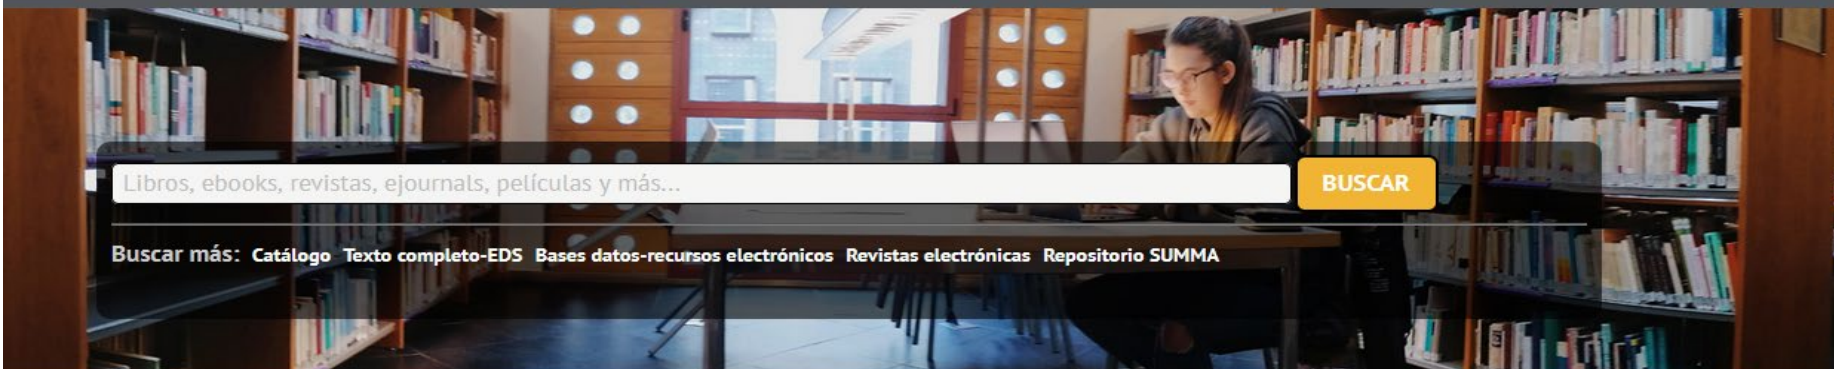 Libros, ebooks, revistas, ejournals, películas y más...
BUSCAR
Buscar más: Catálogo Texto completo-EDS Bases datos-recursos electrónicos Revistas electrónicas Repositorio SUMMA